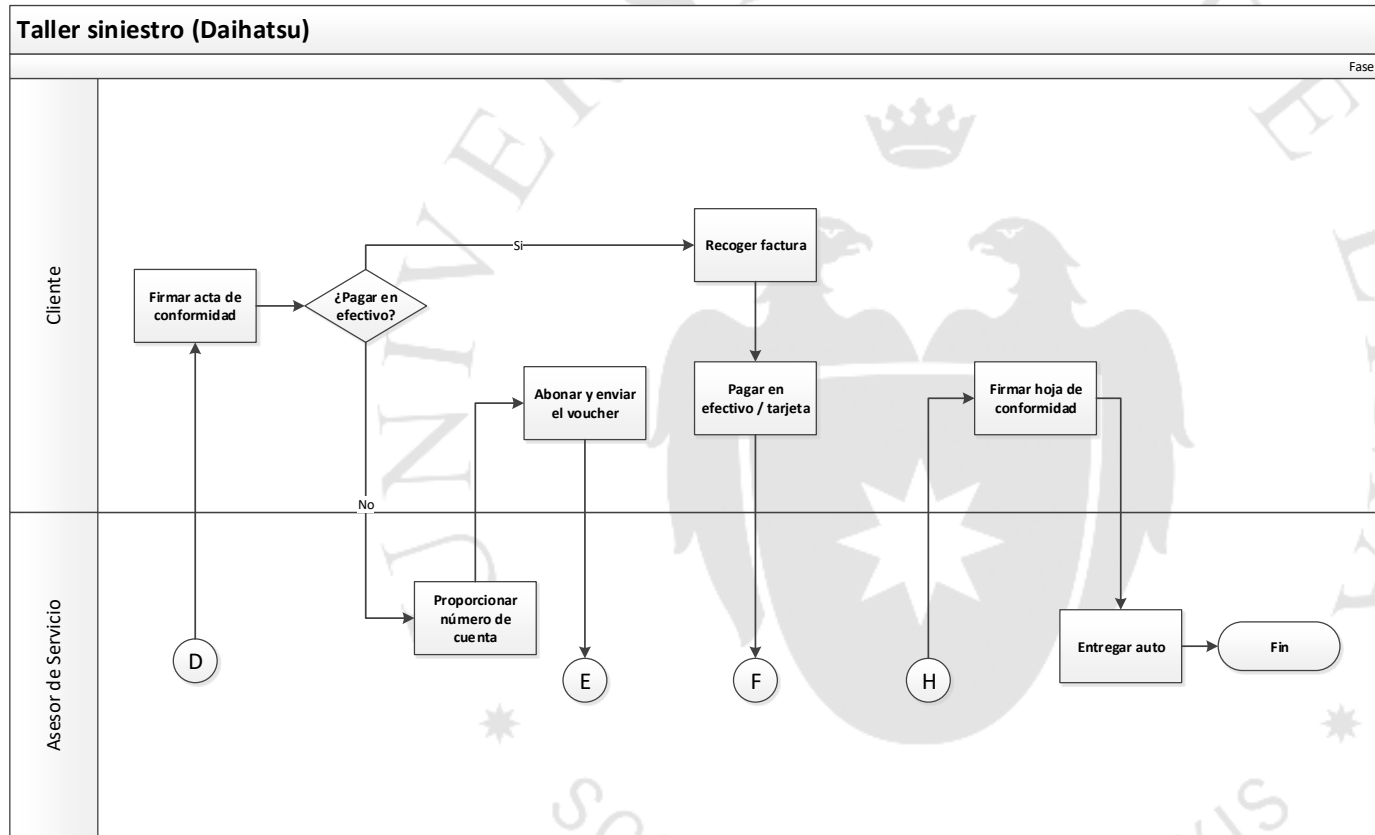 Taller siniestro (Daihatsu)
Fase
Cliente
Firmar acta de
conformidad
¿Pagar en
efectivo?
Si
Recoger factura
Abonar y enviar
el voucher
Pagar en
efectivo / tarjeta
Firmar hoja de
conformidad
No
Asesor de Servicio
D
Proporcionar
número de
cuenta
E
F
H
Entregar auto
Fin